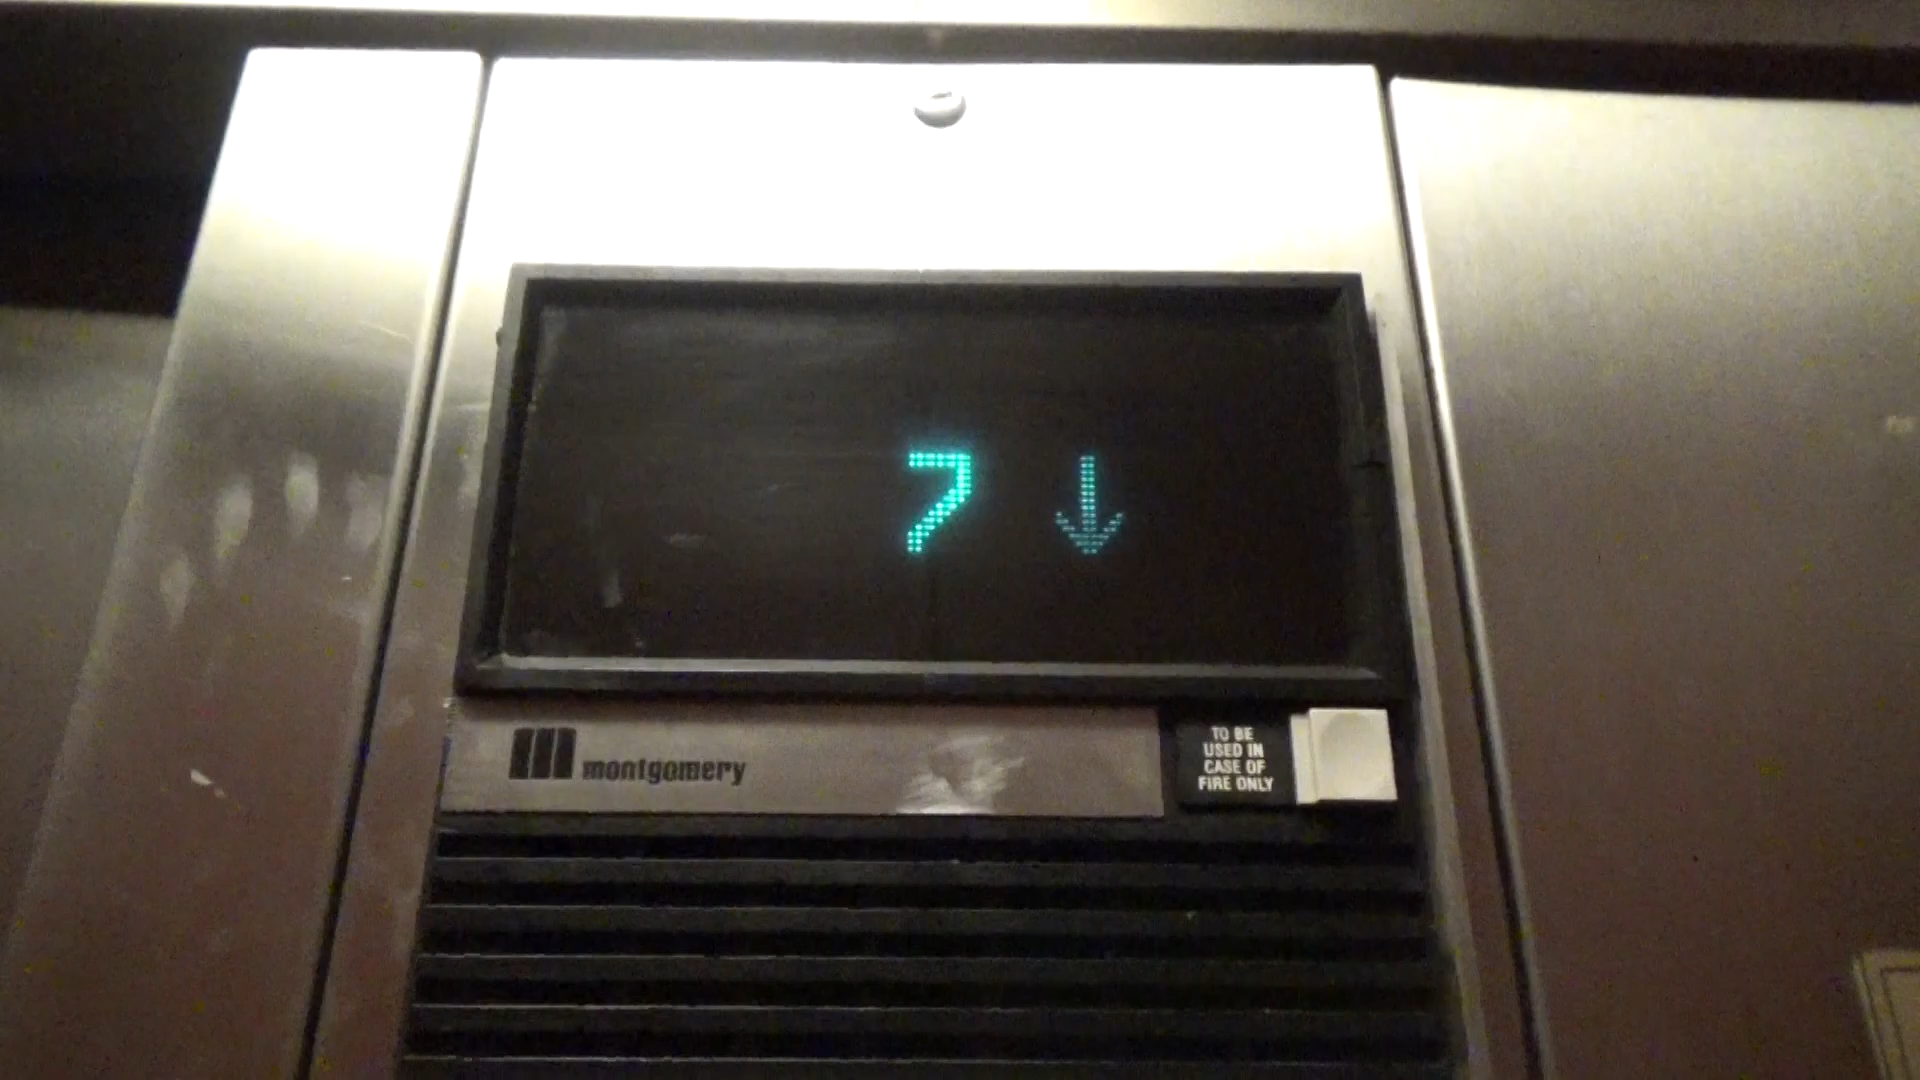 7 ↓
montgomery
TO BE
USED IN
CASE OF
FIRE ONLY